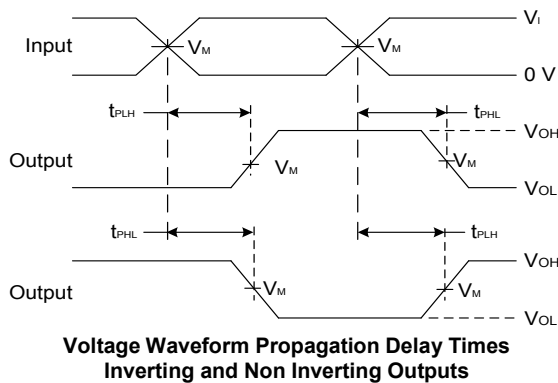 Input
VI
VM
VM
0 V
tPLH
tPHL
VOH
Output
VM
VM
VOL
tPHL
tPLH
VOH
Output
VM
VM
VOL
Voltage Waveform Propagation Delay Times
Inverting and Non Inverting Outputs